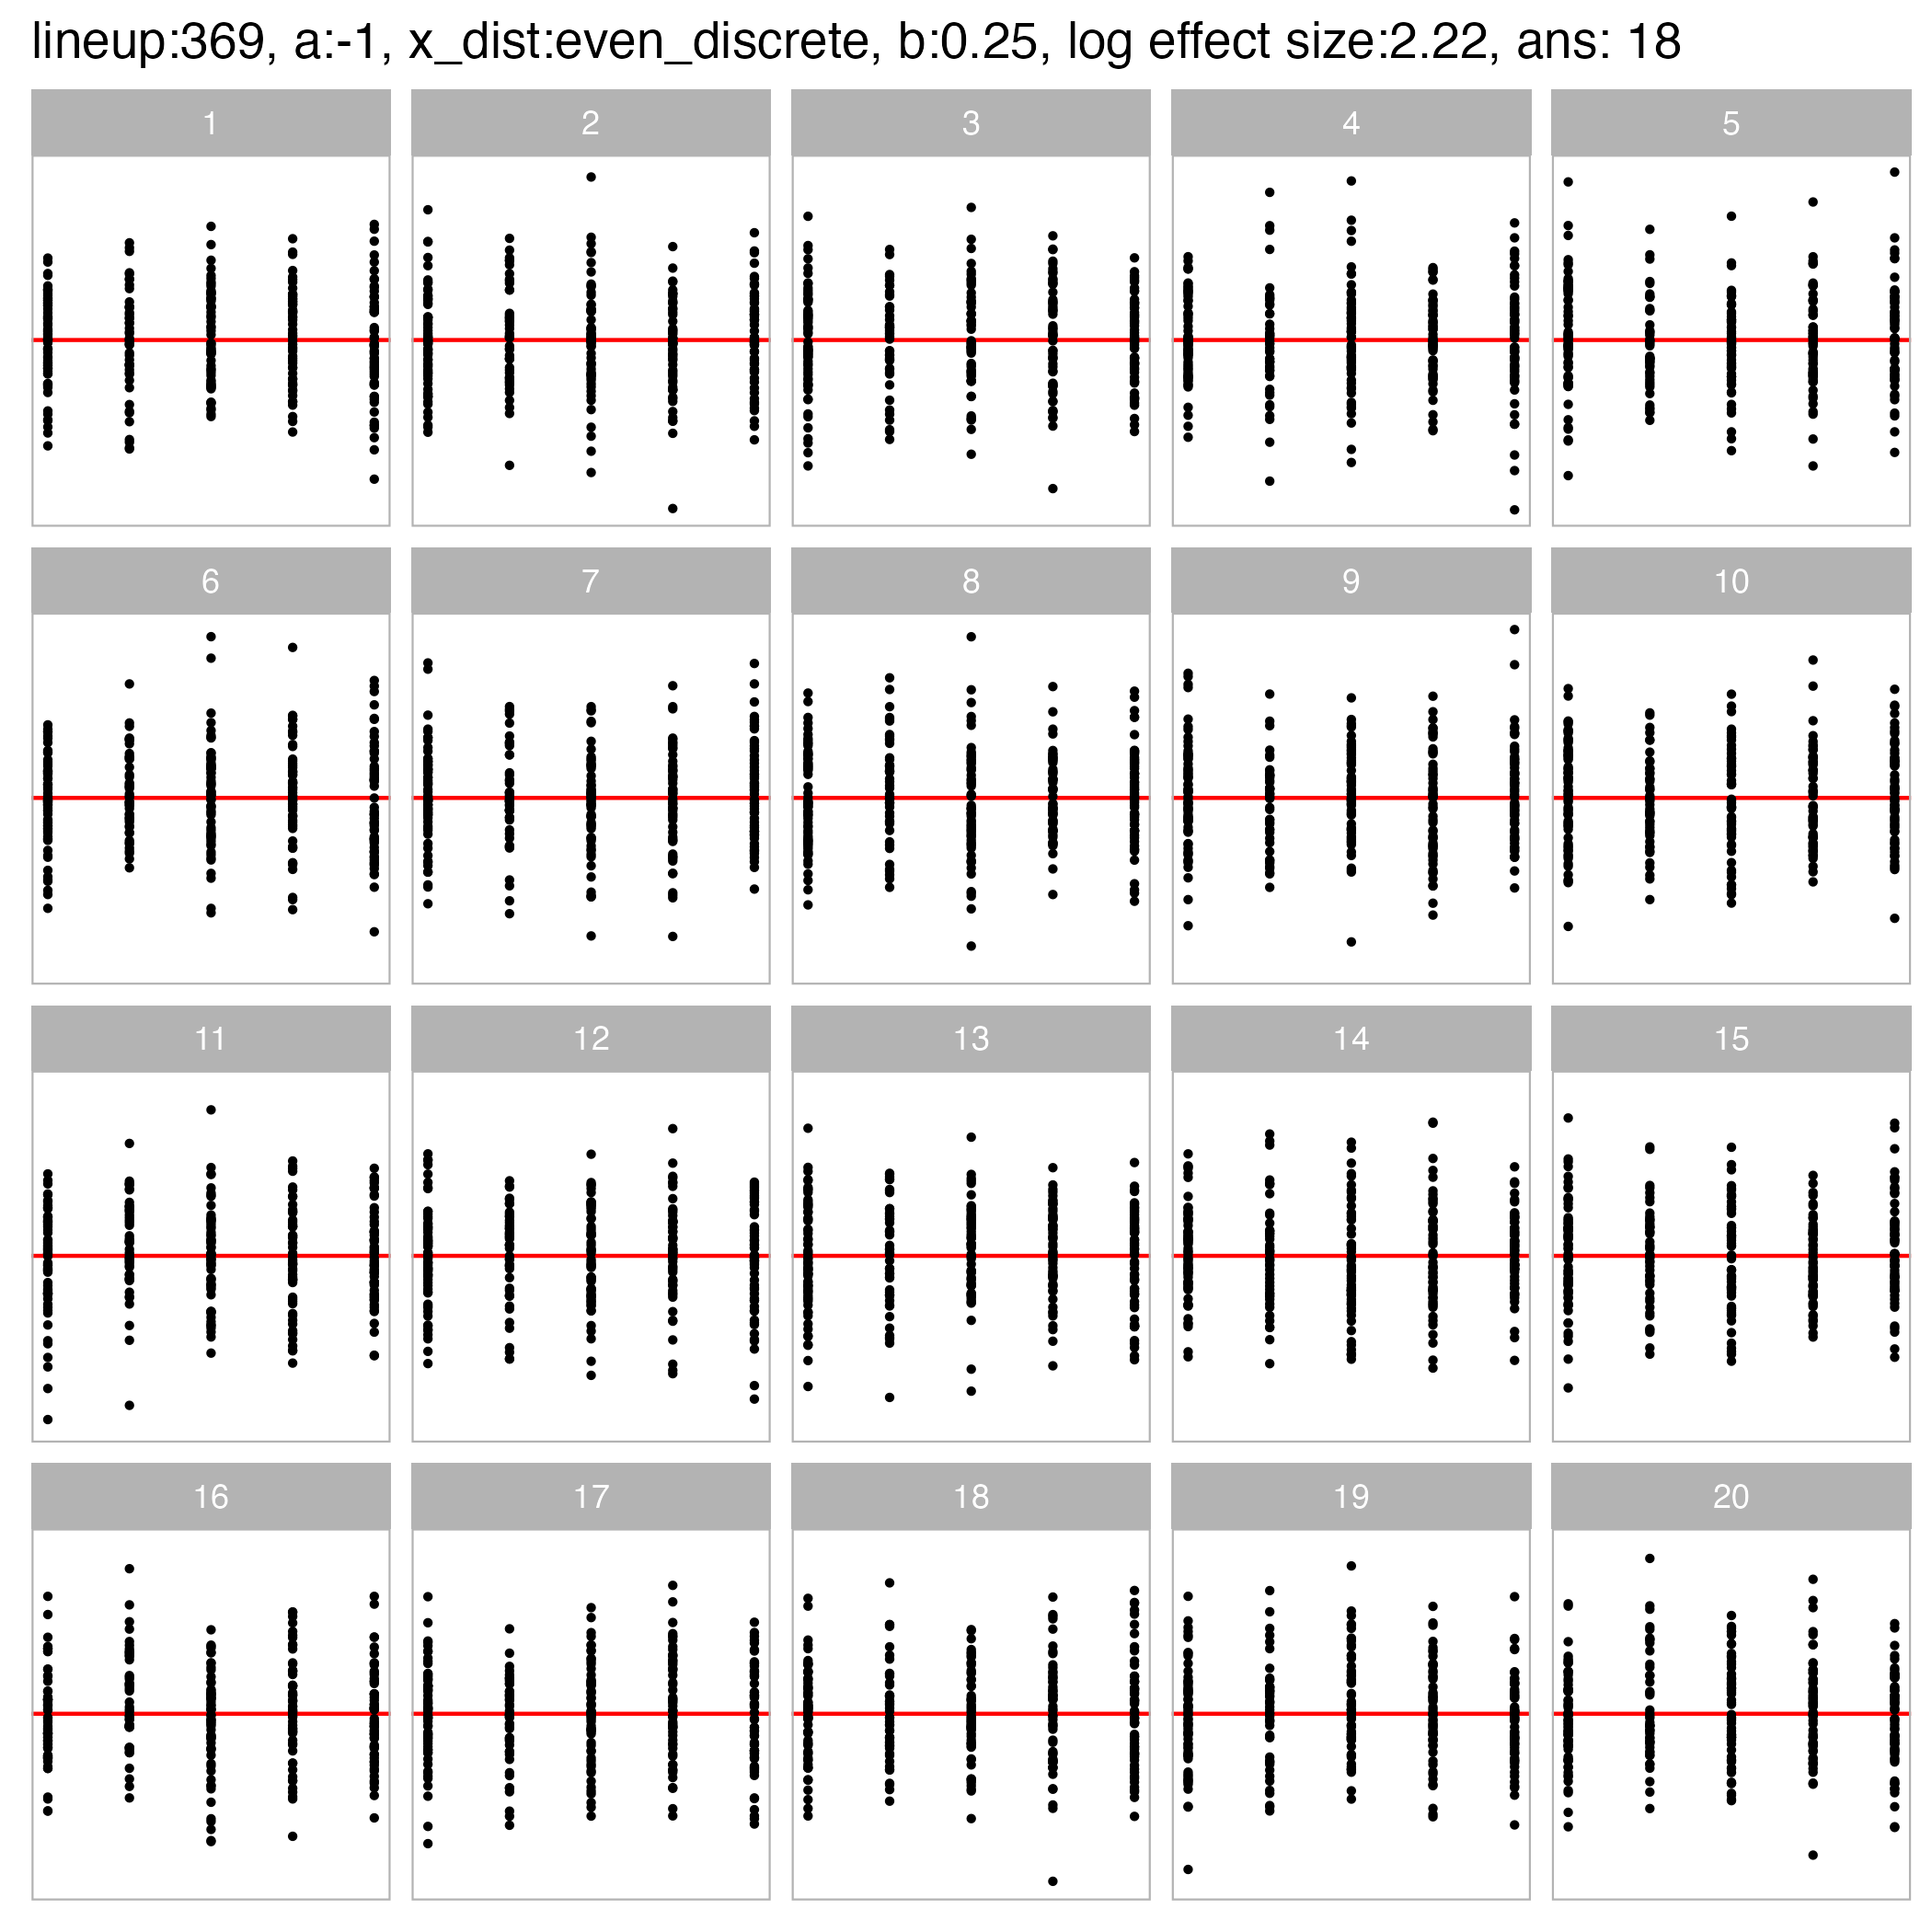 lineup:369, a:-1, x_dist:even_discrete, b:0.25, log effect size:2.22, ans: 18
1 2 3 4 5
6 7 8 9 10
11 12 13 14 15
16 17 18 19 20